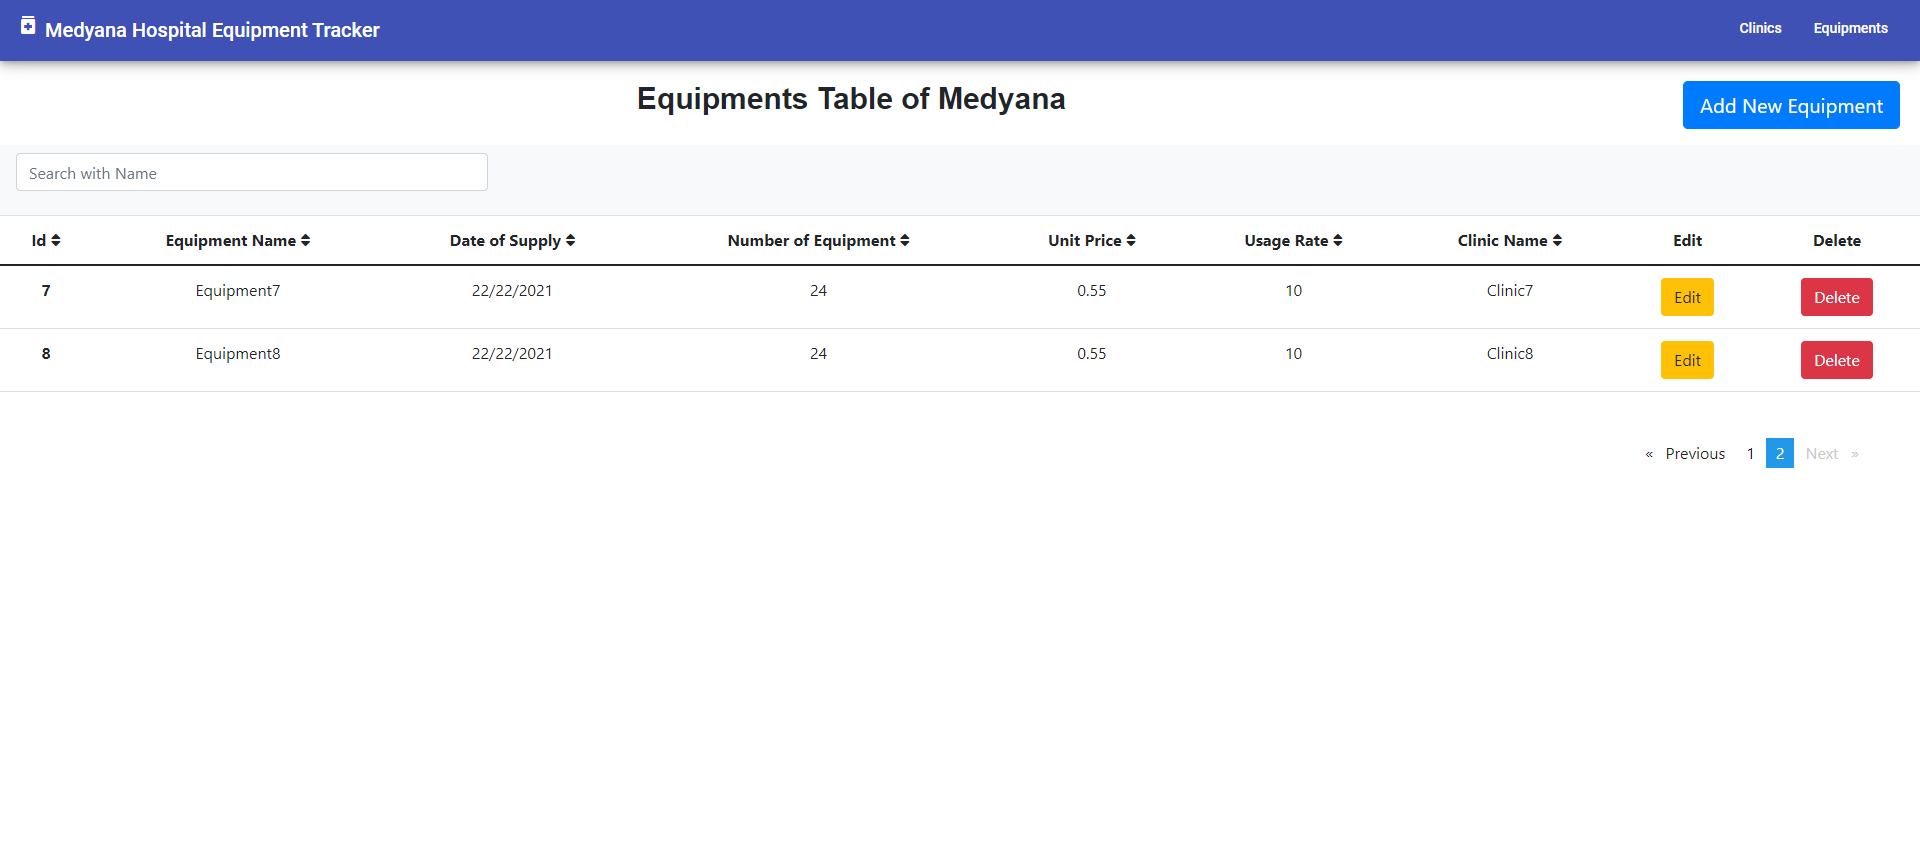 Medyana Hospital Equipment Tracker Clinics Equipments
Equipments Table of Medyana Add New Equipment
Search with Name
Id Equipment Name Date of Supply Number of Equipment Unit Price Usage Rate Clinic Name Edit Delete
7 Equipment7 22/22/2021 24 0.55 10 Clinic7 Edit Delete
8 Equipment8 22/22/2021 24 0.55 10 Clinic8 Edit Delete
« Previous 1 2 Next »